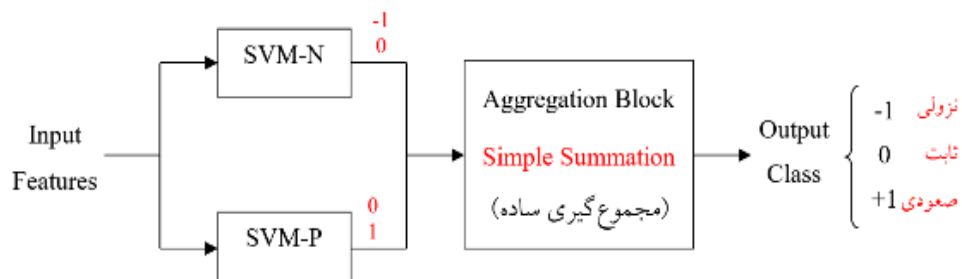 -1
0
SVM-N
Input
Features
0
1
SVM-P
Aggregation Block
Simple Summation
(مجموع‌گیری ساده)
Output
Class
-1 نزولی
0 ثابت
+1 صعودی